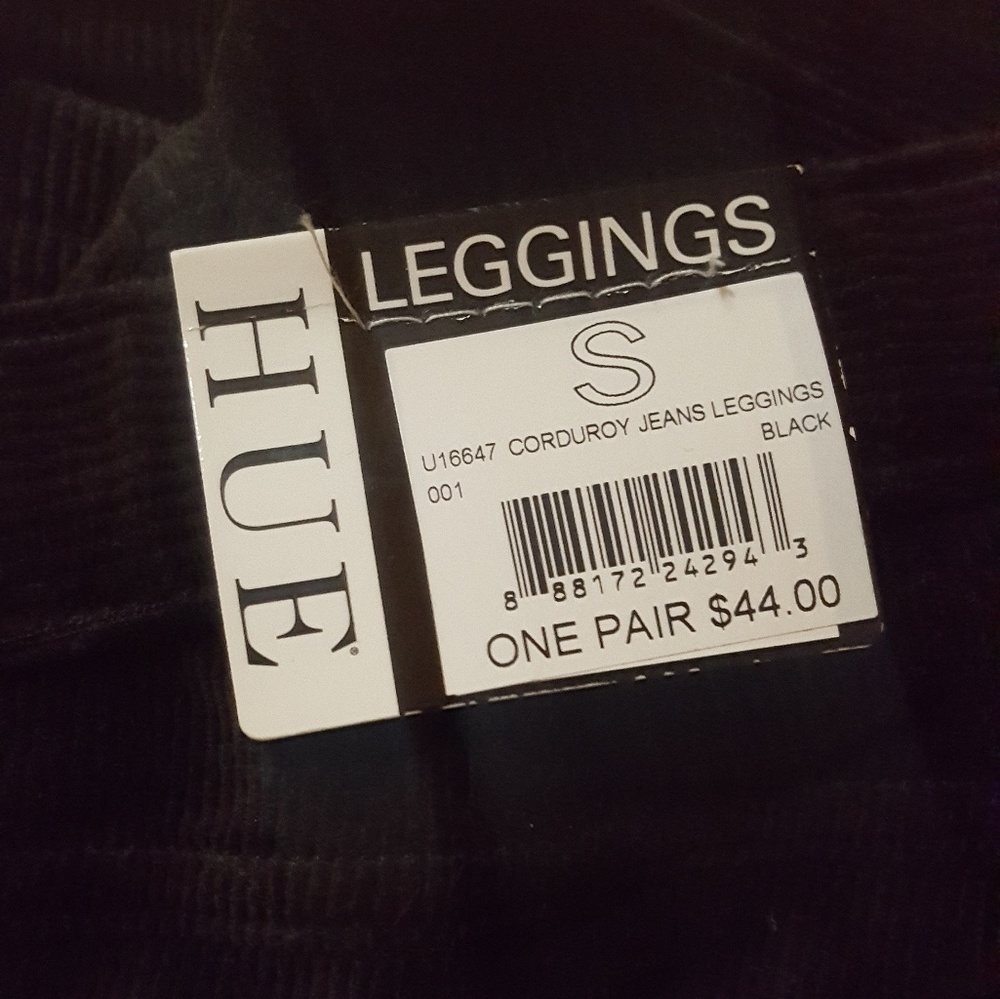 HUE®
LEGGINGS
S
U16647 CORDUROY JEANS LEGGINGS
001 BLACK
8 88172 24294 3
ONE PAIR $44.00